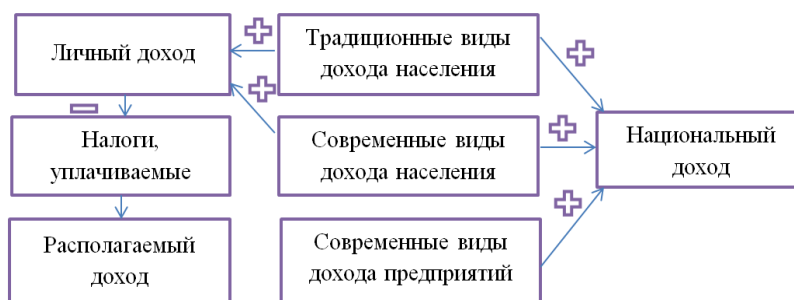 Личный доход
Традиционные виды
дохода населения
Налоги,
уплачиваемые
Современные виды
дохода населения
Национальный
доход
Располагаемый
доход
Современные виды
дохода предприятий